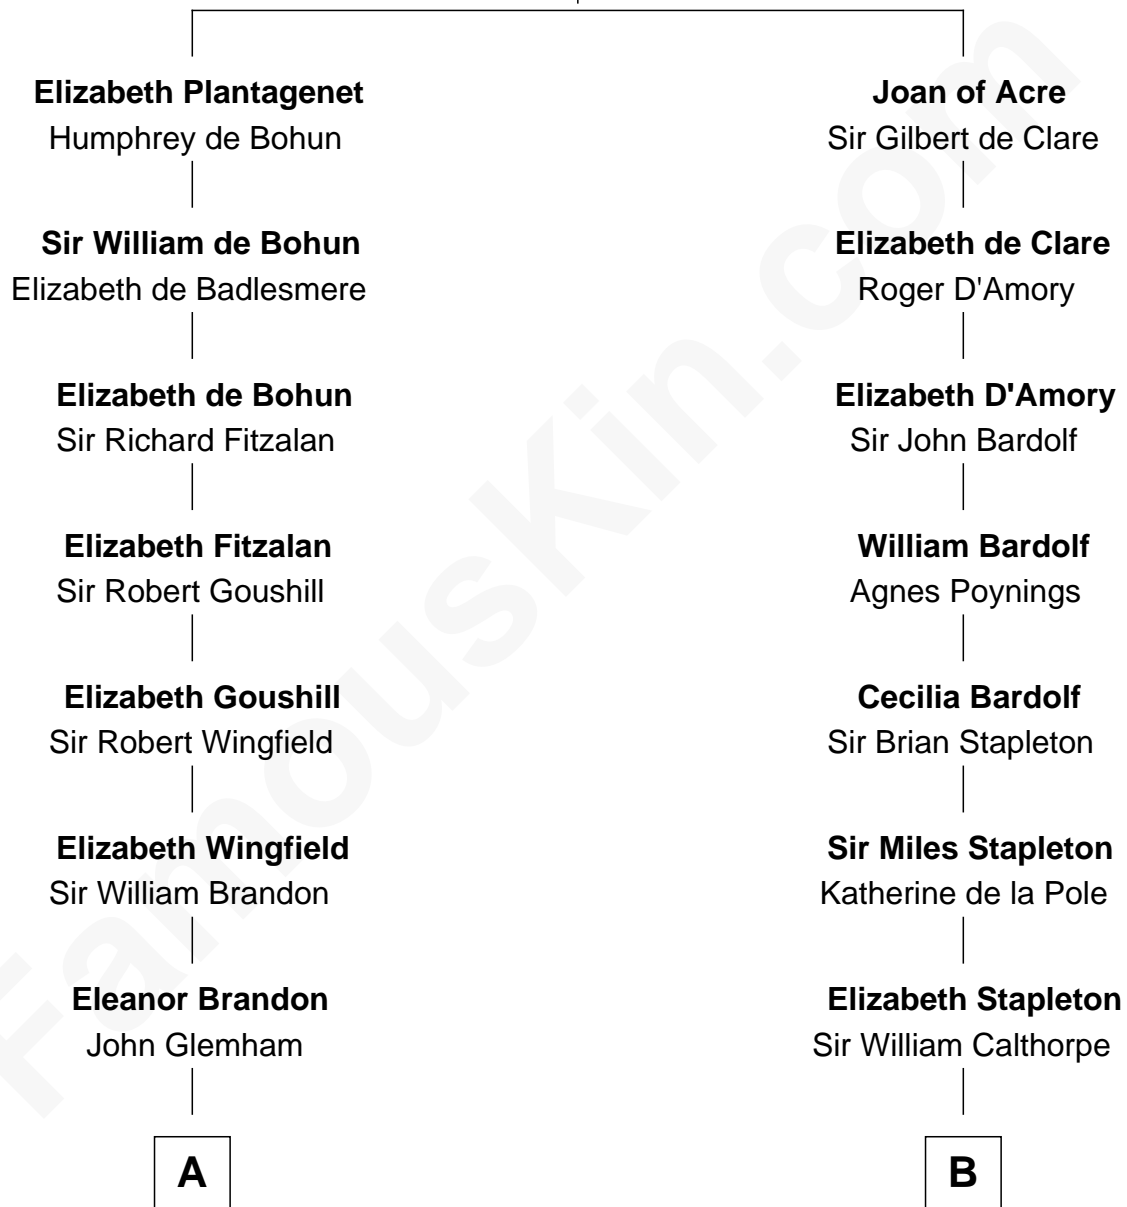 Elizabeth Plantagenet
Humphrey de Bohun
Sir William de Bohun
Elizabeth de Badlesmere
Elizabeth de Bohun
Sir Richard Fitzalan
Elizabeth Fitzalan
Sir Robert Goushill
Elizabeth Goushill
Sir Robert Wingfield
Elizabeth Wingfield
Sir William Brandon
Eleanor Brandon
John Glemham
A
Joan of Acre
Sir Gilbert de Clare
Elizabeth de Clare
Roger D'Amory
Elizabeth D'Amory
Sir John Bardolf
William Bardolf
Agnes Poynings
Cecilia Bardolf
Sir Brian Stapleton
Sir Miles Stapleton
Katherine de la Pole
Elizabeth Stapleton
Sir William Calthorpe
B
FamousKin.com